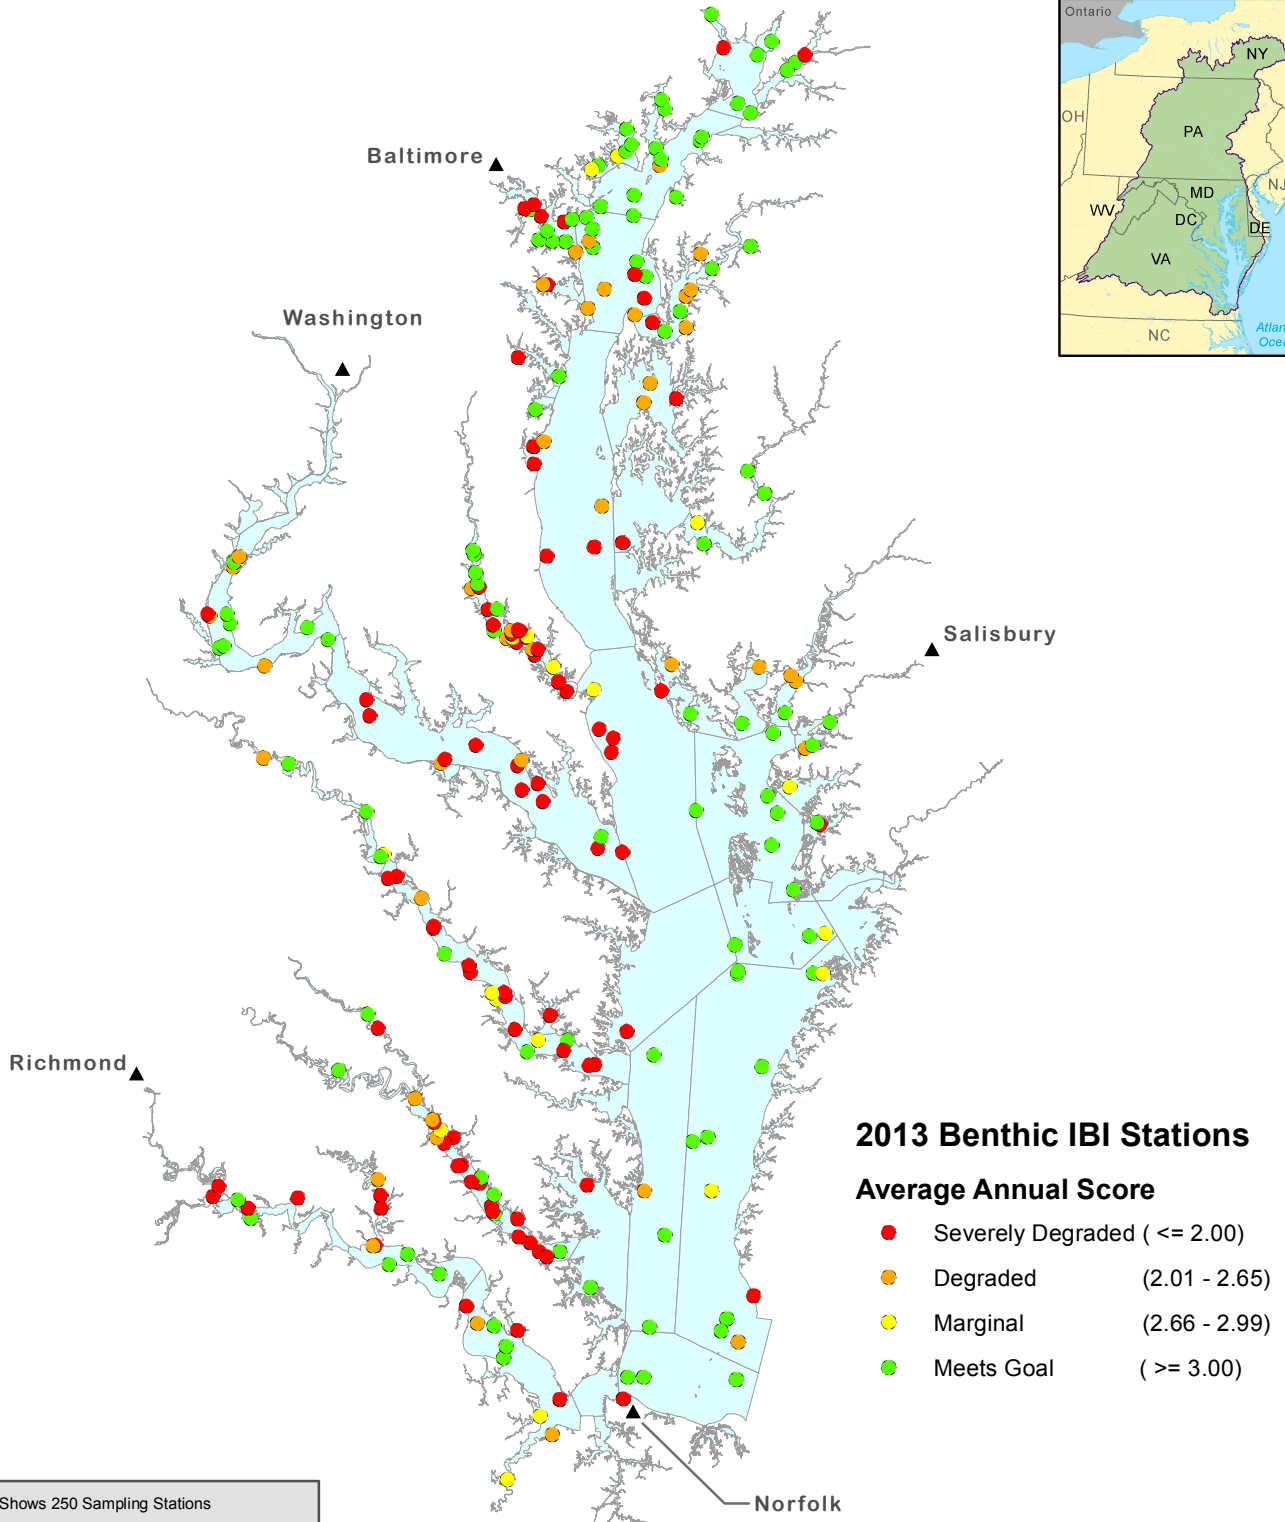 Ontario
NY
OH
PA
NJ
MD
WV
DC
DE
VA
NC
Baltimore
Washington
Salisbury
Richmond
2013 Benthic IBI Stations
Average Annual Score
Severely Degraded ( <= 2.00)
Degraded (2.01 - 2.65)
Marginal (2.66 - 2.99)
Meets Goal ( >= 3.00)
Shows 250 Sampling Stations
Norfolk